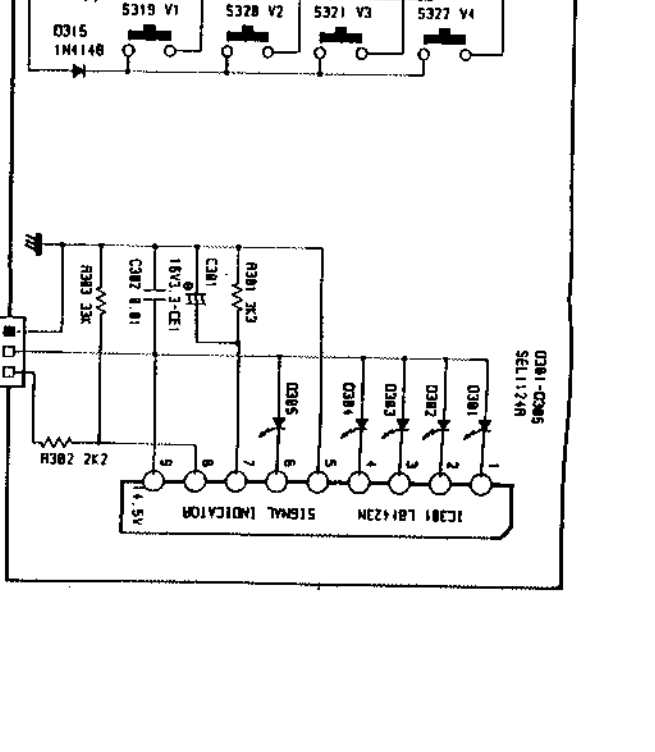 S319 V1
S320 V2
S321 V3
S322 V4
D315
1N4148
R303 33K
C302 0.01
16V3.3-CE1
C301
R301 3K3
D301-D305
SEL1124A
D305
D304
D303
D302
D301
R302 2K2
9
8
7
6
5
4
3
2
1
14.5V
SIGNAL INDICATOR
IC301 LB1423N